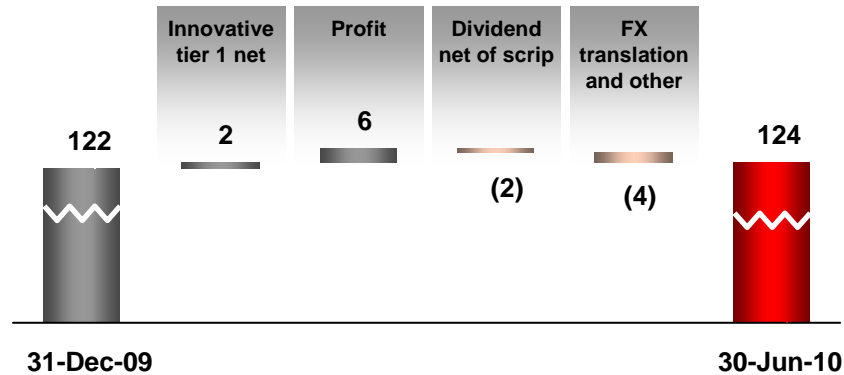 Innovative
tier 1 net
Profit
Dividend
net of scrip
FX
translation
and other
122
2
6
(2)
(4)
124
31-Dec-09
30-Jun-10